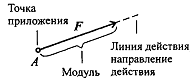 Точка
приложения
F
A
Линия действия
направление
действия
Модуль